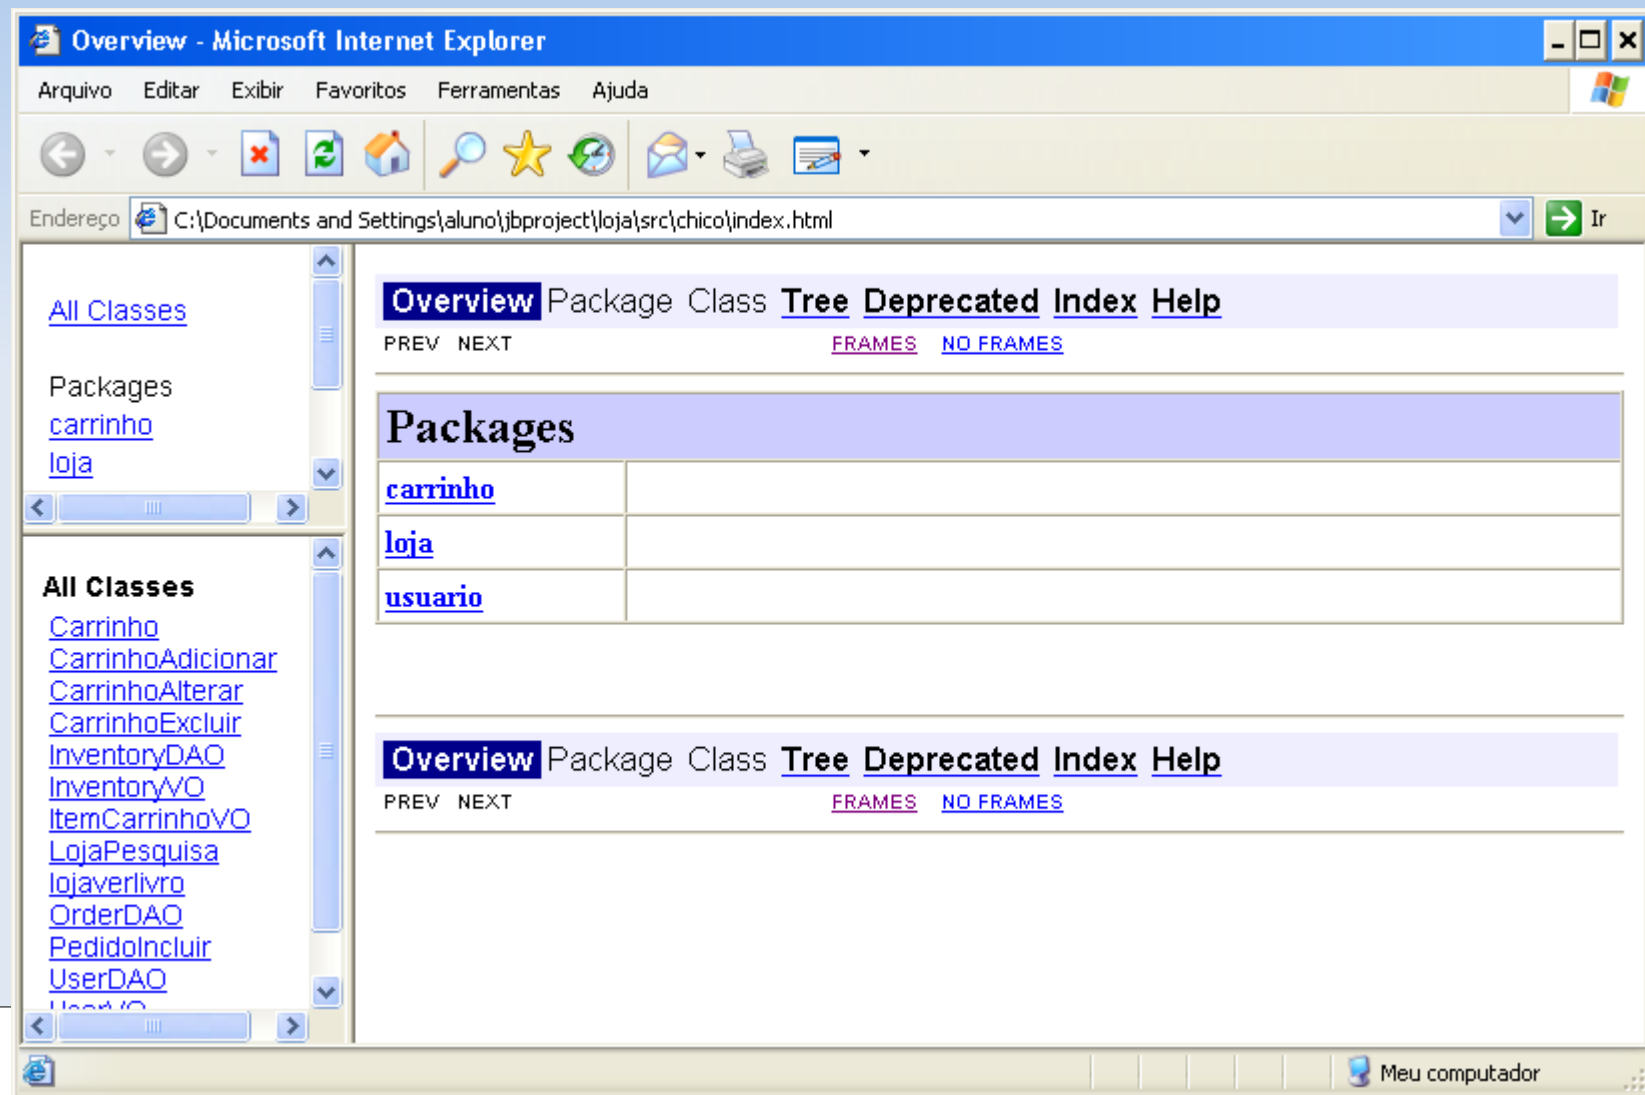 Overview - Microsoft Internet Explorer
Arquivo Editar Exibir Favoritos Ferramentas Ajuda
Endereço C:\Documents and Settings\aluno\jbproject\loja\src\chico\index.html Ir
All Classes
Packages
carrinho
loja
All Classes
Carrinho
CarrinhoAdicionar
CarrinhoAlterar
CarrinhoExcluir
InventoryDAO
InventoryVO
ItemCarrinhoVO
LojaPesquisa
lojaverlivro
OrderDAO
PedidoIncluir
UserDAO
Overview Package Class Tree Deprecated Index Help
PREV NEXT FRAMES NO FRAMES
Packages
carrinho
loja
usuario
Overview Package Class Tree Deprecated Index Help
PREV NEXT FRAMES NO FRAMES
Meu computador